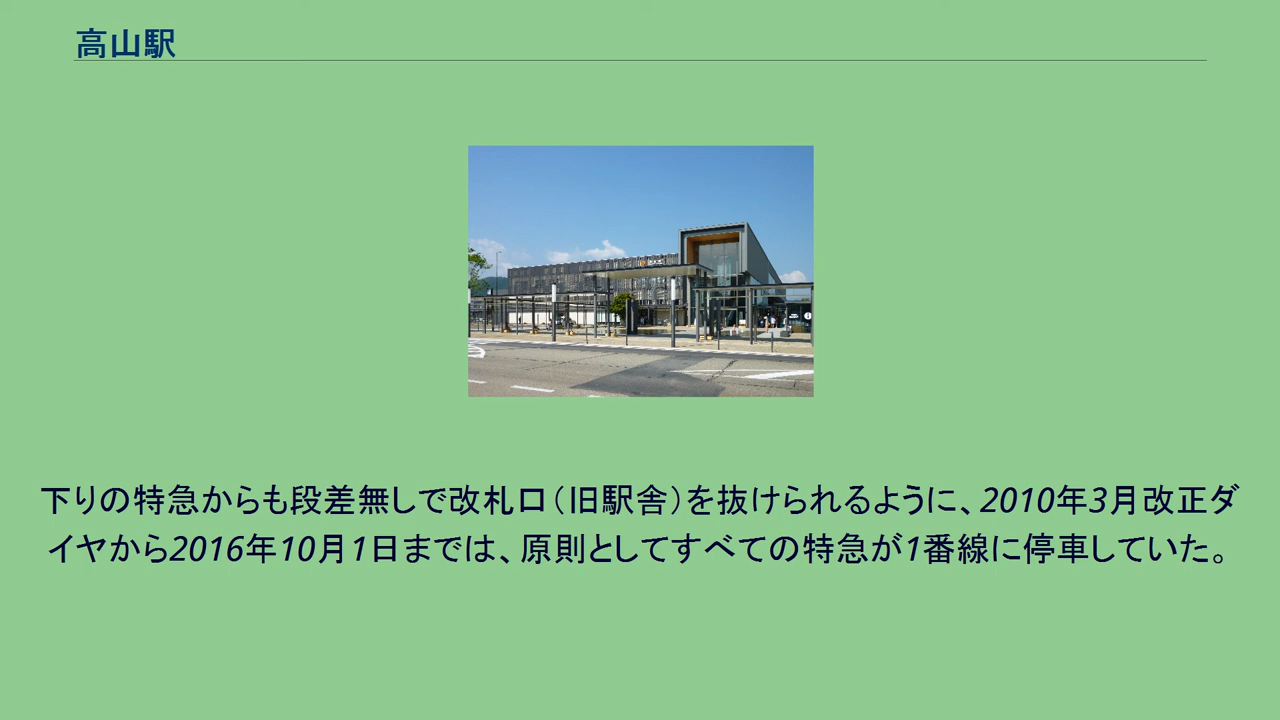 高山駅
下りの特急からも段差無しで改札口（旧駅舎）を抜けられるように、2010年3月改正ダ
イヤから2016年10月1日までは、原則としてすべての特急が1番線に停車していた。